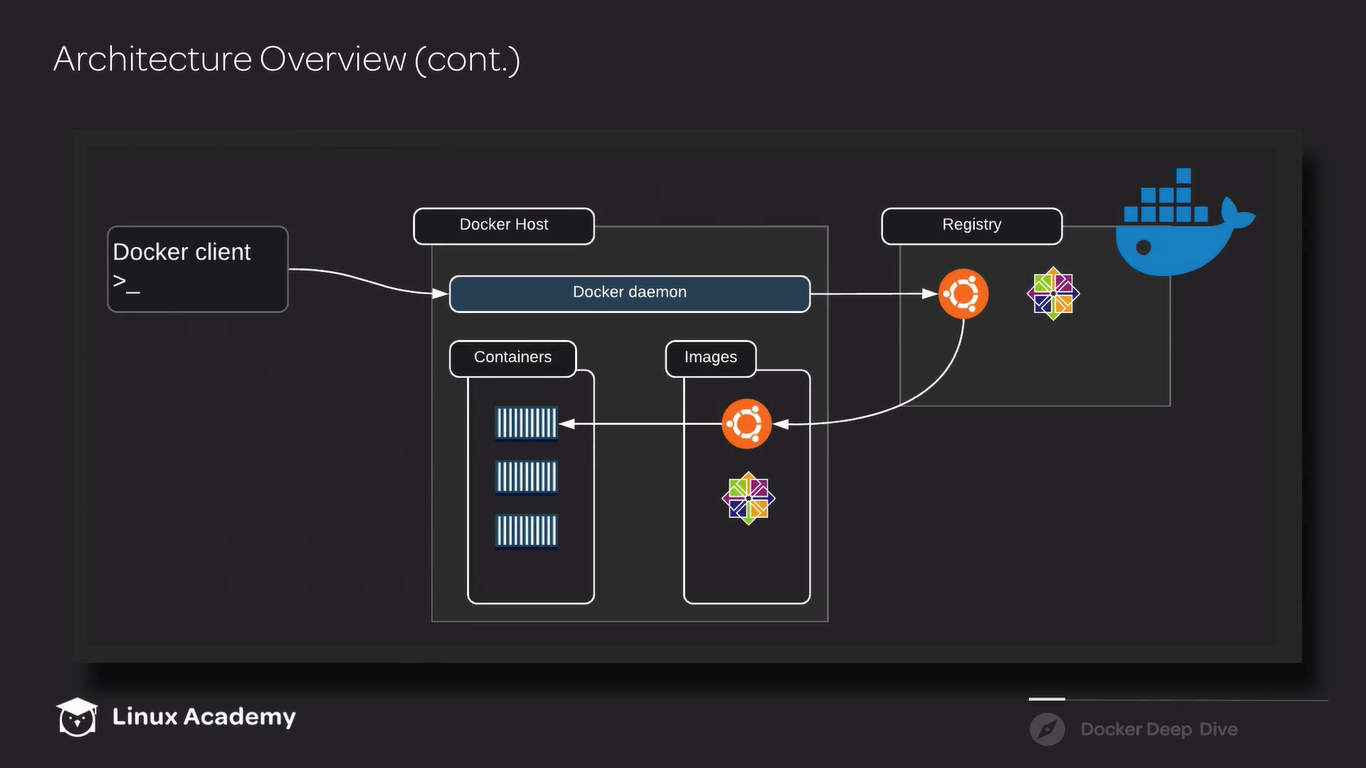 Architecture Overview (cont.)
Docker client
>_
Docker Host
Docker daemon
Containers
Images
Registry
Linux Academy
Docker Deep Dive